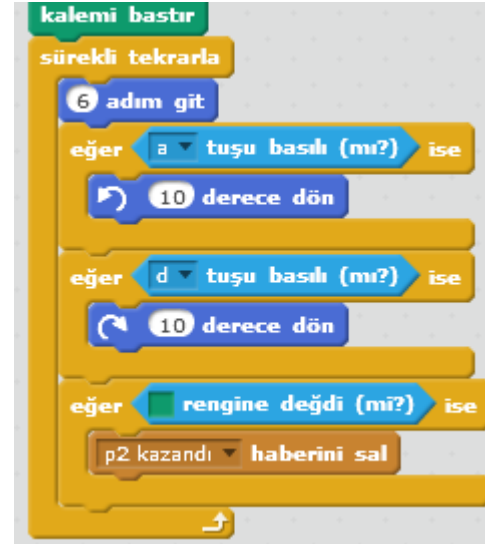 kalemi bastır
sürekli tekrarla
6 adım git
eğer a tuşu basılı (mı?) ise
10 derece dön
eğer d tuşu basılı (mı?) ise
10 derece dön
eğer rengine değdi (mi?) ise
p2 kazandı haberini sal